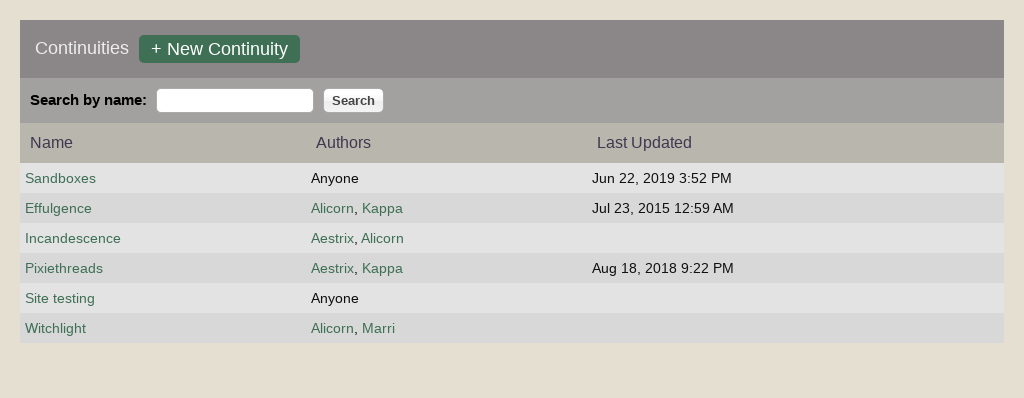 Continuities + New Continuity
Search by name: Search
Name Authors Last Updated
Sandboxes Anyone Jun 22, 2019 3:52 PM
Effulgence Alicorn, Kappa Jul 23, 2015 12:59 AM
Incandescence Aestrix, Alicorn
Pixiethreads Aestrix, Kappa Aug 18, 2018 9:22 PM
Site testing Anyone
Witchlight Alicorn, Marri